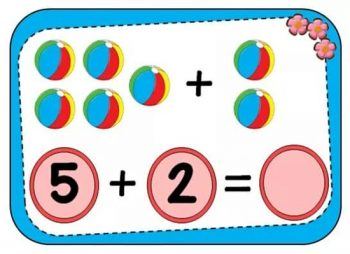 +
5 + 2 =